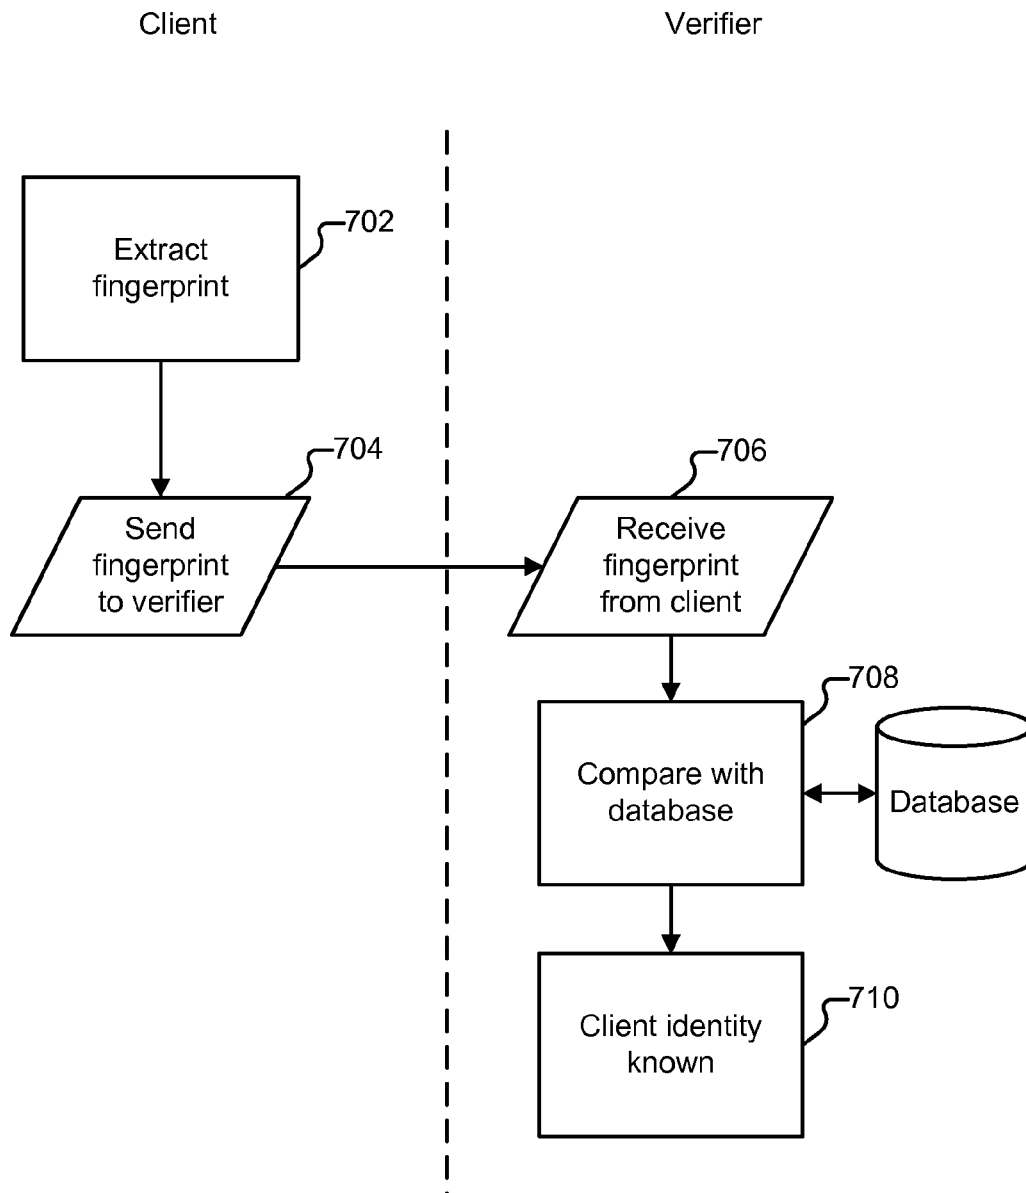 Client
Verifier
702
Extract
fingerprint
704
Send
fingerprint
to verifier
706
Receive
fingerprint
from client
708
Compare with
database
Database
710
Client identity
known